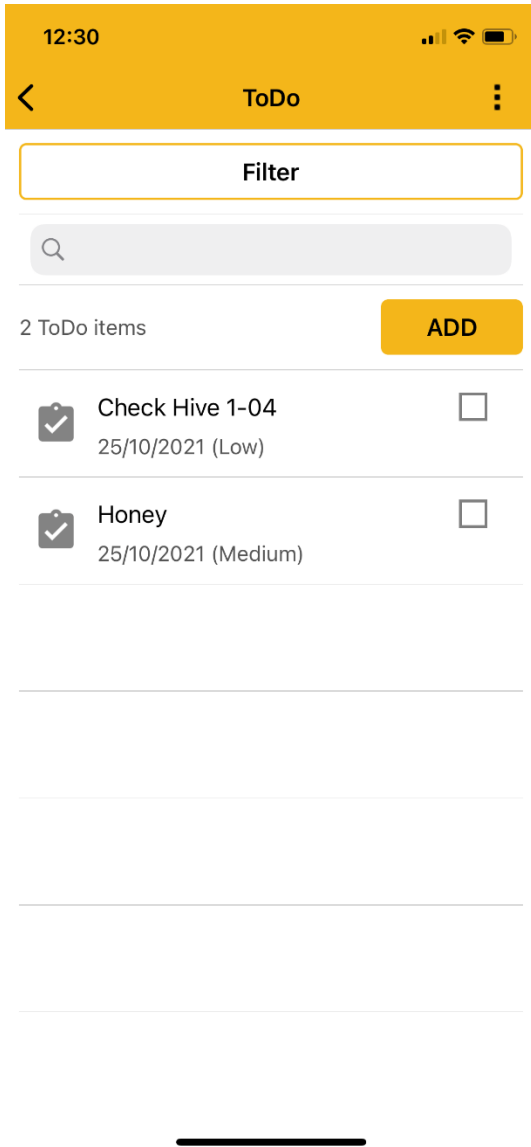 12:30
ToDo
Filter
2 ToDo items
ADD
Check Hive 1-04
25/10/2021 (Low)
Honey
25/10/2021 (Medium)